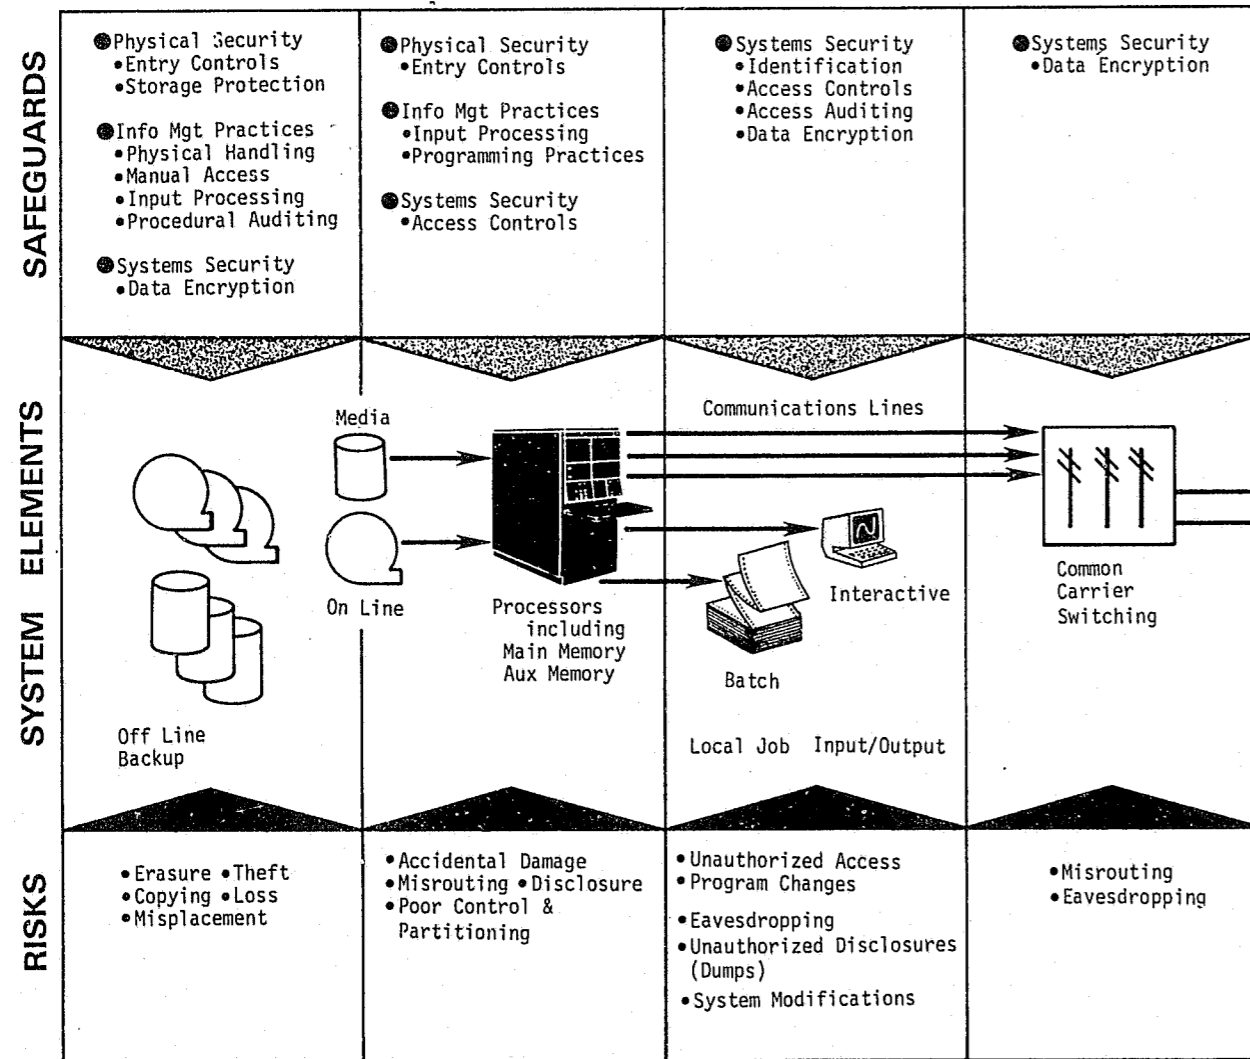 SAFEGUARDS
●Physical Security
•Entry Controls
•Storage Protection
●Info Mgt Practices
•Physical Handling
•Manual Access
•Input Processing
•Procedural Auditing
●Systems Security
•Data Encryption
●Physical Security
•Entry Controls
●Info Mgt Practices
•Input Processing
•Programming Practices
●Systems Security
•Access Controls
●Systems Security
•Identification
•Access Controls
•Access Auditing
•Data Encryption
●Systems Security
•Data Encryption
SYSTEM ELEMENTS
Off Line
Backup
Media
On Line
Processors
including
Main Memory
Aux Memory
Communications Lines
Interactive
Batch
Local Job Input/Output
Common
Carrier
Switching
RISKS
•Erasure •Theft
•Copying •Loss
•Misplacement
•Accidental Damage
•Misrouting •Disclosure
•Poor Control &
Partitioning
•Unauthorized Access
•Program Changes
•Eavesdropping
•Unauthorized Disclosures
(Dumps)
•System Modifications
•Misrouting
•Eavesdropping